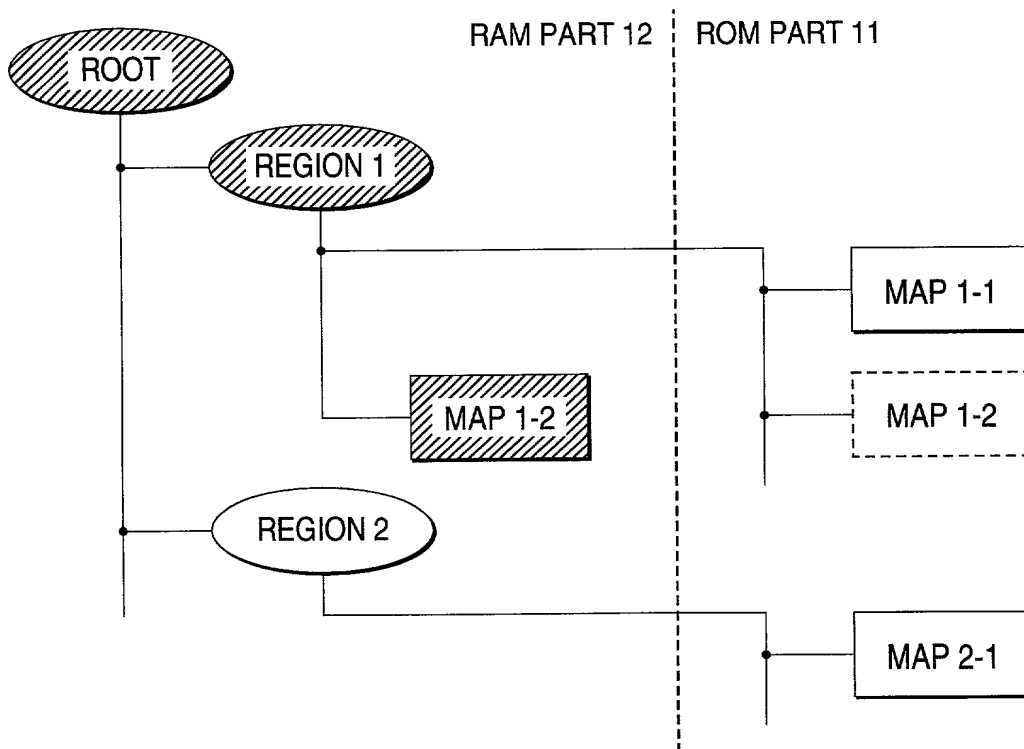 RAM PART 12
ROM PART 11
ROOT
REGION 1
MAP 1-1
MAP 1-2
MAP 1-2
REGION 2
MAP 2-1